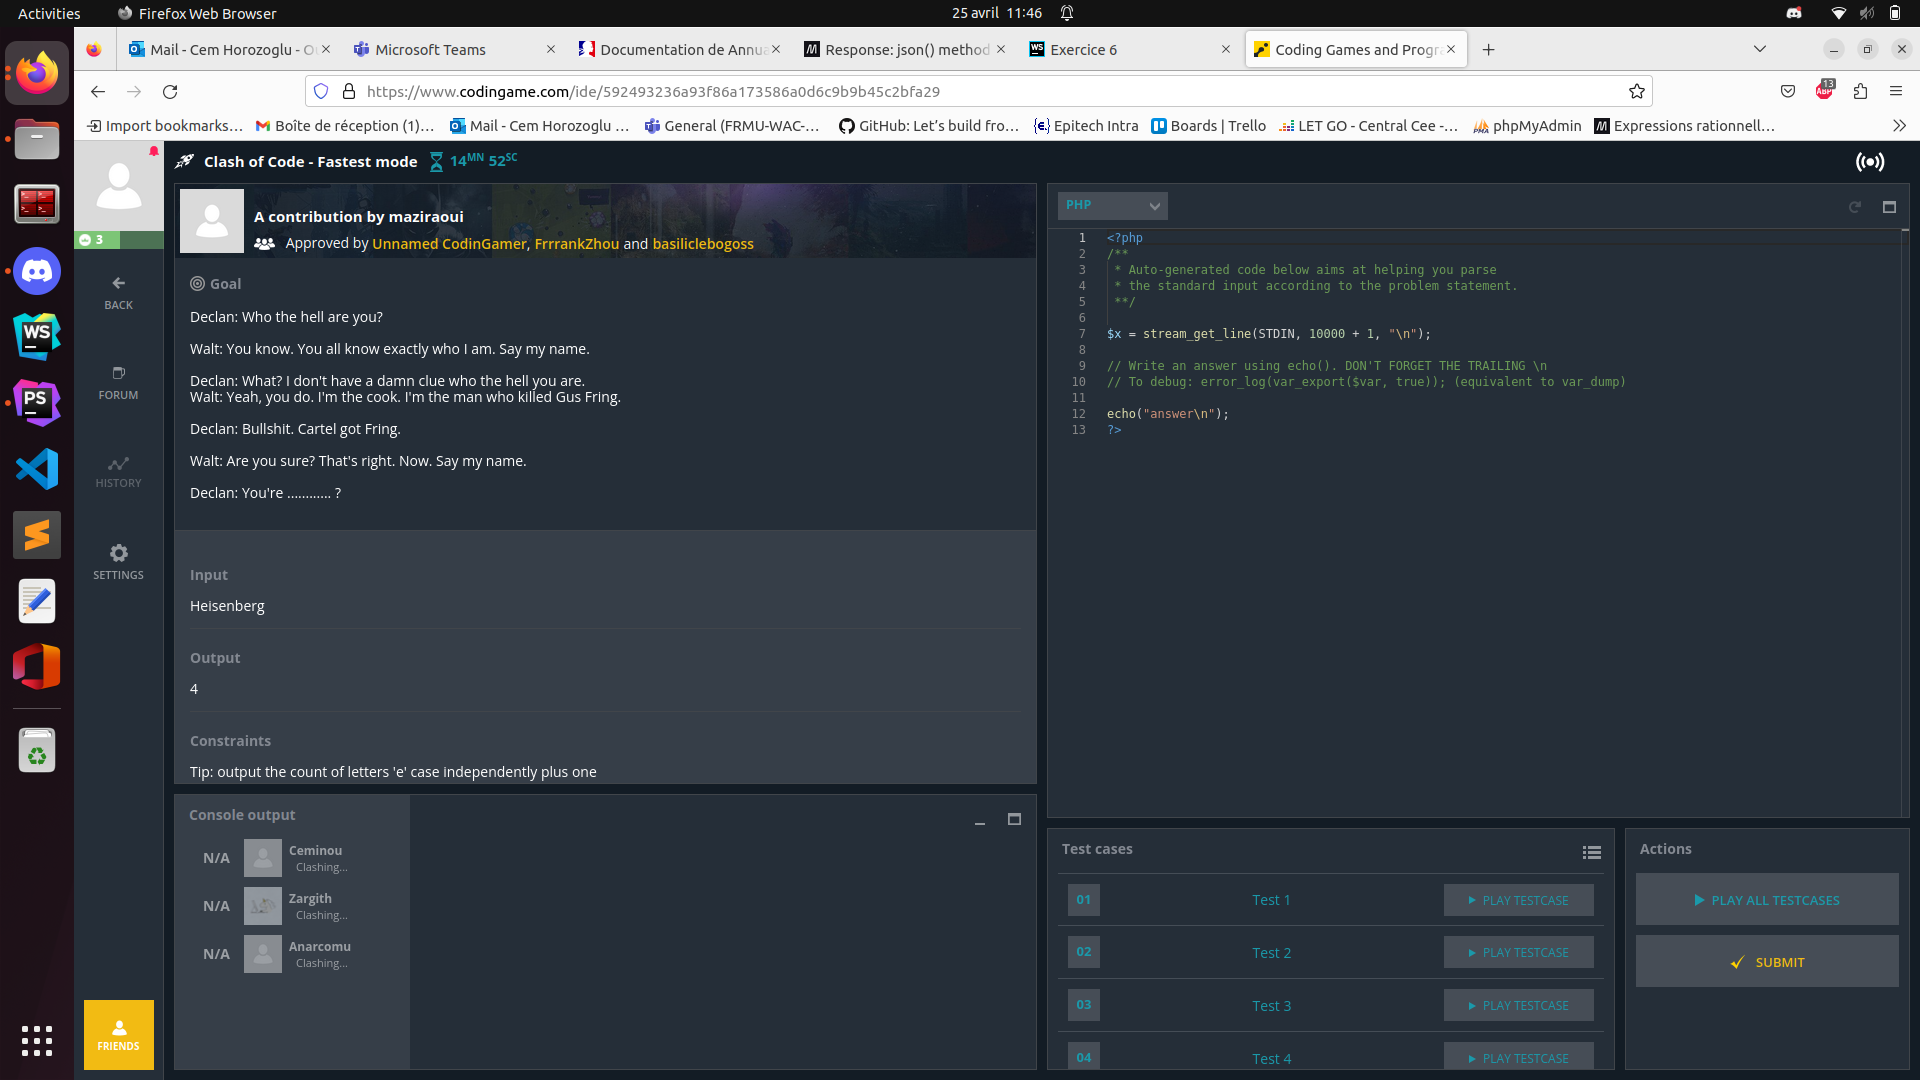 Activities
Firefox Web Browser
25 avril 11:46
Mail - Cem Horozoglu - O
Microsoft Teams
Documentation de Annua
Response: json() method
Exercice 6
Coding Games and Progra
https://www.codingame.com/ide/592493236a93f86a173586a0d6c9b9b45c2bfa29
13
ABP
Import bookmarks...
Boîte de réception (1)...
Mail - Cem Horozoglu ...
General (FRMU-WAC-...
GitHub: Let's build fro...
Epitech Intra
Boards | Trello
LET GO - Central Cee -...
phpMyAdmin
Expressions rationnell...
Clash of Code - Fastest mode
14MN 52SC
3
BACK
FORUM
HISTORY
SETTINGS
FRIENDS
A contribution by maziraoui
Approved by Unnamed CodinGamer, FrrrankZhou and basiliclebogoss
Goal
Declan: Who the hell are you?
Walt: You know. You all know exactly who I am. Say my name.
Declan: What? I don't have a damn clue who the hell you are.
Walt: Yeah, you do. I'm the cook. I'm the man who killed Gus Fring.
Declan: Bullshit. Cartel got Fring.
Walt: Are you sure? That's right. Now. Say my name.
Declan: You're ............ ?
Input
Heisenberg
Output
4
Constraints
Tip: output the count of letters 'e' case independently plus one
Console output
N/A
Ceminou
Clashing...
N/A
Zargith
Clashing...
N/A
Anarcomu
Clashing...
PHP
1 <?php
2 /**
3 * Auto-generated code below aims at helping you parse
4 * the standard input according to the problem statement.
5 **/
6
7 $x = stream_get_line(STDIN, 10000 + 1, "\n");
8
9 // Write an answer using echo(). DON'T FORGET THE TRAILING \n
10 // To debug: error_log(var_export($var, true)); (equivalent to var_dump)
11
12 echo("answer\n");
13 ?>
Test cases
01 Test 1 PLAY TESTCASE
02 Test 2 PLAY TESTCASE
03 Test 3 PLAY TESTCASE
04 Test 4 PLAY TESTCASE
Actions
PLAY ALL TESTCASES
SUBMIT
WS
PS